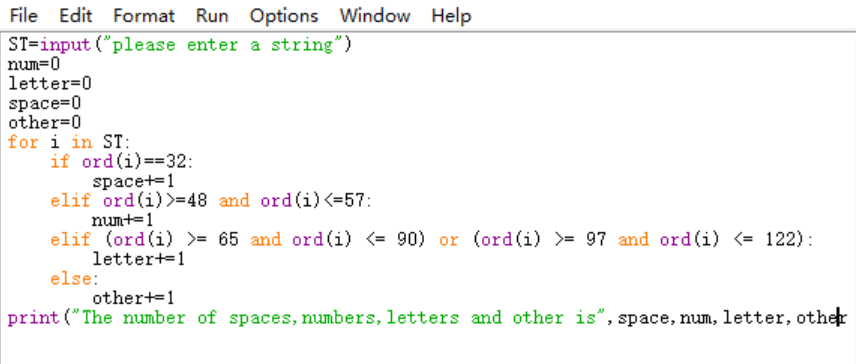 File Edit Format Run Options Window Help
ST=input("please enter a string")
num=0
letter=0
space=0
other=0
for i in ST:
    if ord(i)==32:
        space+=1
    elif ord(i)>=48 and ord(i)<=57:
        num+=1
    elif (ord(i) >= 65 and ord(i) <= 90) or (ord(i) >= 97 and ord(i) <= 122):
        letter+=1
    else:
        other+=1
print("The number of spaces,numbers,letters and other is",space,num,letter,other